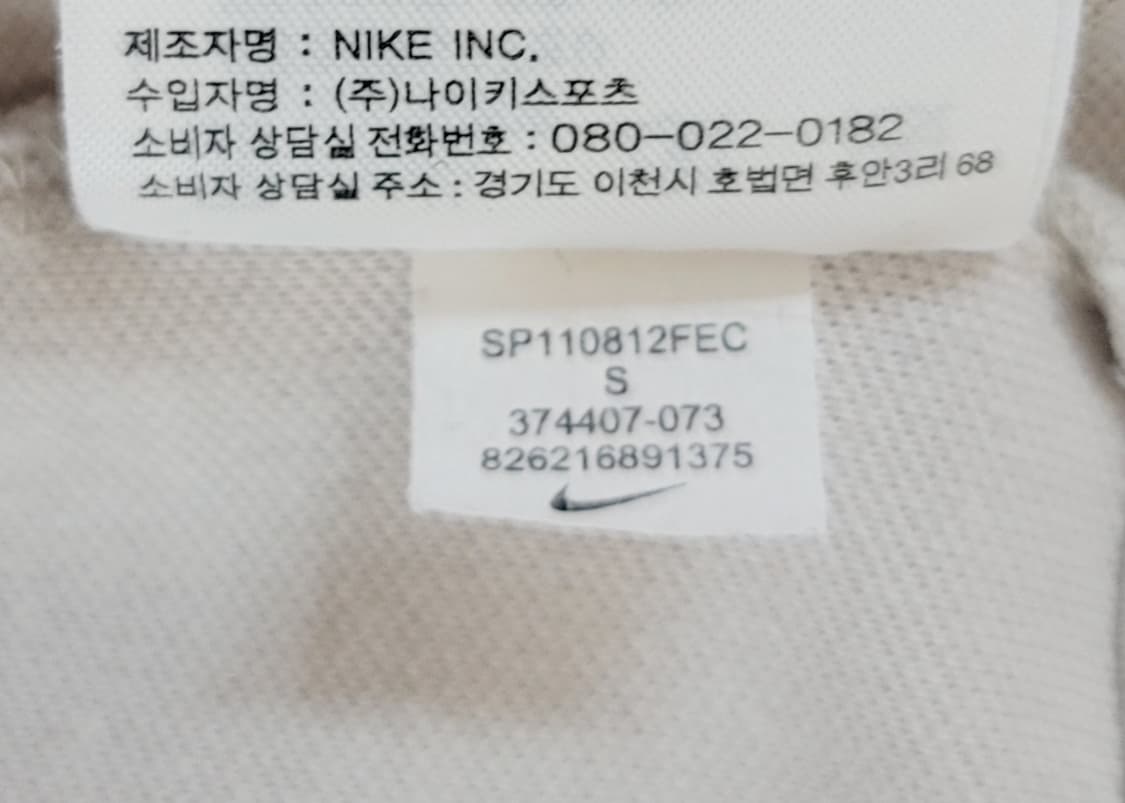 제조자명 : NIKE INC.
수입자명 : (주)나이키스포츠
소비자 상담실 전화번호 : 080-022-0182
소비자 상담실 주소 : 경기도 이천시 호법면 후안3리 68
SP110812FEC
S
374407-073
826216891375